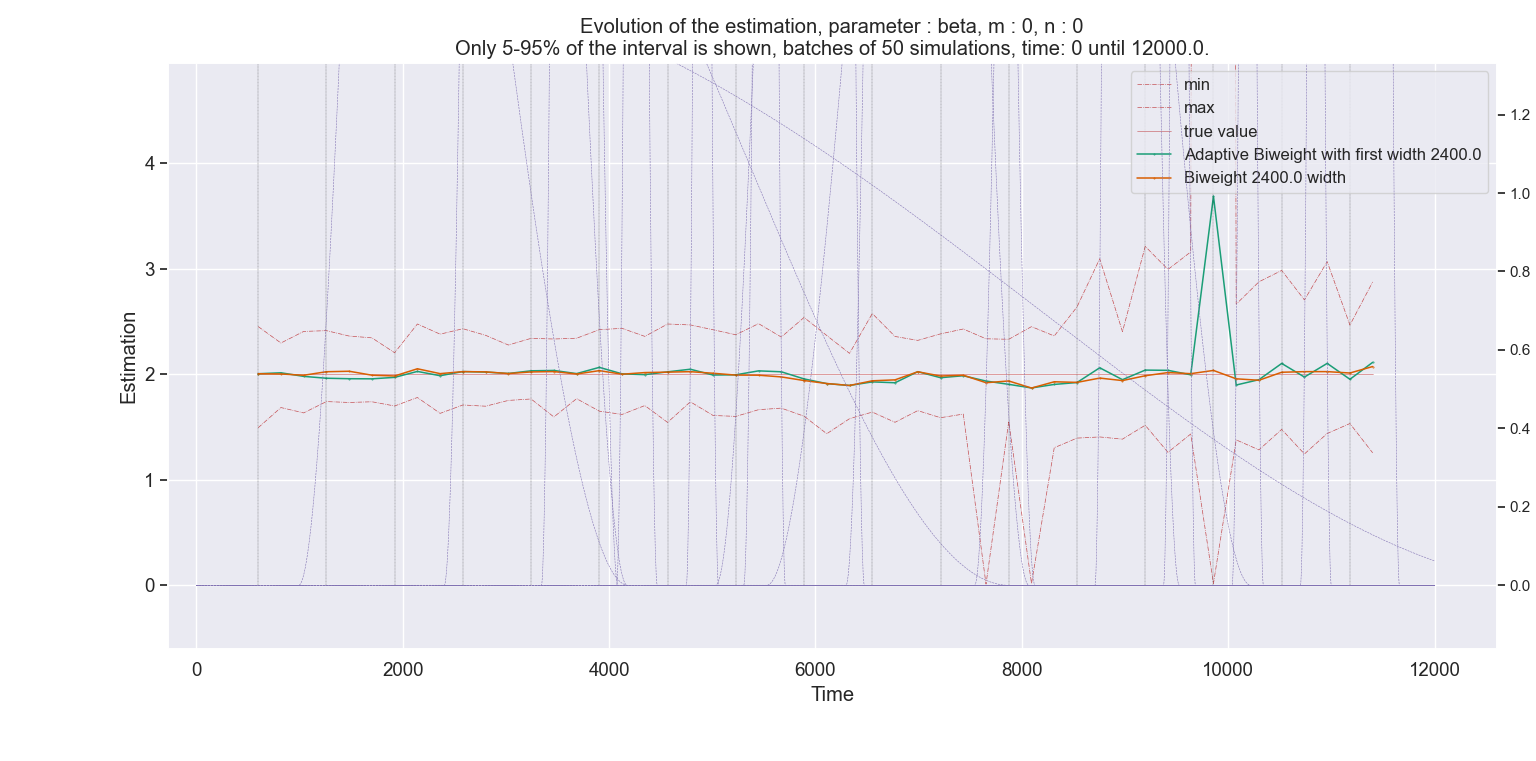 Evolution of the estimation, parameter : beta, m : 0, n : 0
Only 5-95% of the interval is shown, batches of 50 simulations, time: 0 until 12000.0.
min
max
true value
Adaptive Biweight with first width 2400.0
Biweight 2400.0 width
4
3
2
1
0
Estimation
1.2
1.0
0.8
0.6
0.4
0.2
0.0
0 2000 4000 6000 8000 10000 12000
Time